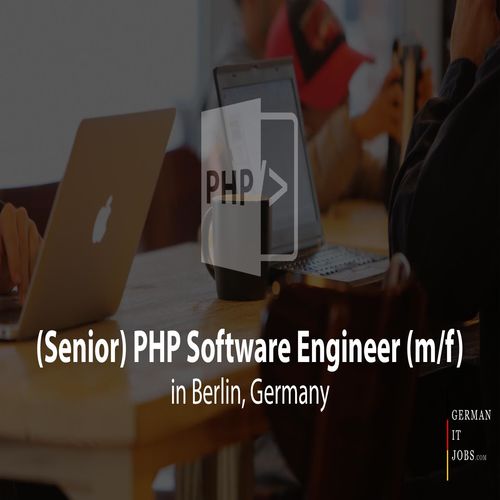 PHP </>
(Senior) PHP Software Engineer (m/f)
in Berlin, Germany
GERMAN
IT
JOBS.COM